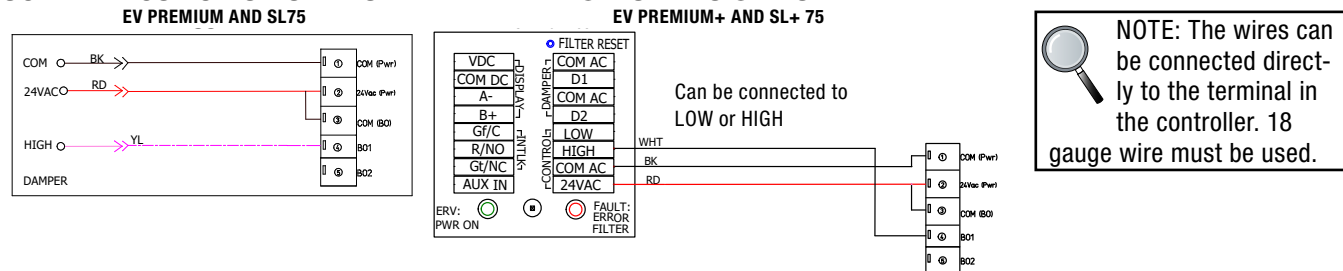 EV PREMIUM AND SL75
COM
BK
24VAC
RD
HIGH
YL
DAMPER
1 COM (Pwr)
2 24Vac (Pwr)
3 COM (BO)
4 BO1
5 BO2
EV PREMIUM+ AND SL+ 75
FILTER RESET
VDC
COM DC
A-
B+
DISPLAY
Gf/C
R/NO
Gt/NC
INTLK
AUX IN
COM AC
D1
COM AC
D2
DAMPER
LOW
HIGH
COM AC
24VAC
CONTROL
ERV:
PWR ON
FAULT:
ERROR
FILTER
Can be connected to
LOW or HIGH
WHT
BK
RD
1 COM (Pwr)
2 24Vac (Pwr)
3 COM (BO)
4 BO1
5 BO2
NOTE: The wires can
be connected direct-
ly to the terminal in
the controller. 18
gauge wire must be used.